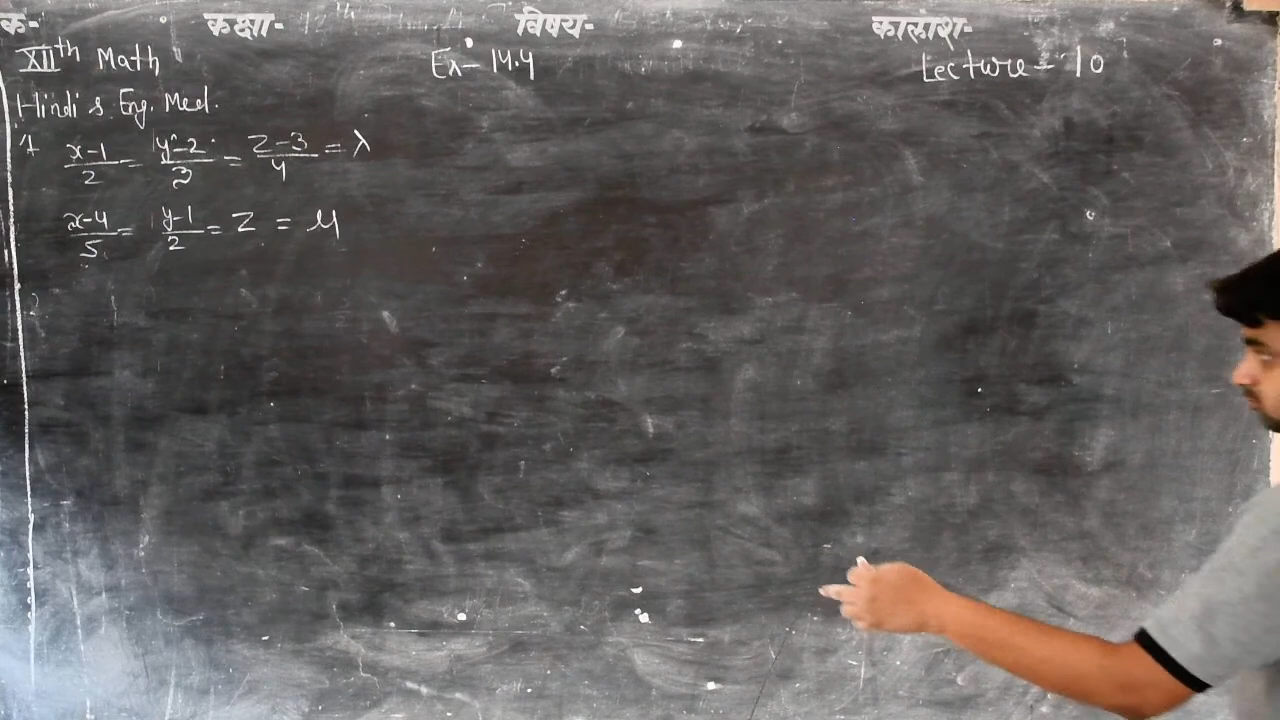 क- कक्षा- विषय- कालांश-
XIIth Math Ex- 14.4 Lecture - 10
Hindi & Eng. Med.
1 x-1/2 = y-2/3 = z-3/4 = λ
x-4/5 = y-1/2 = z = μ